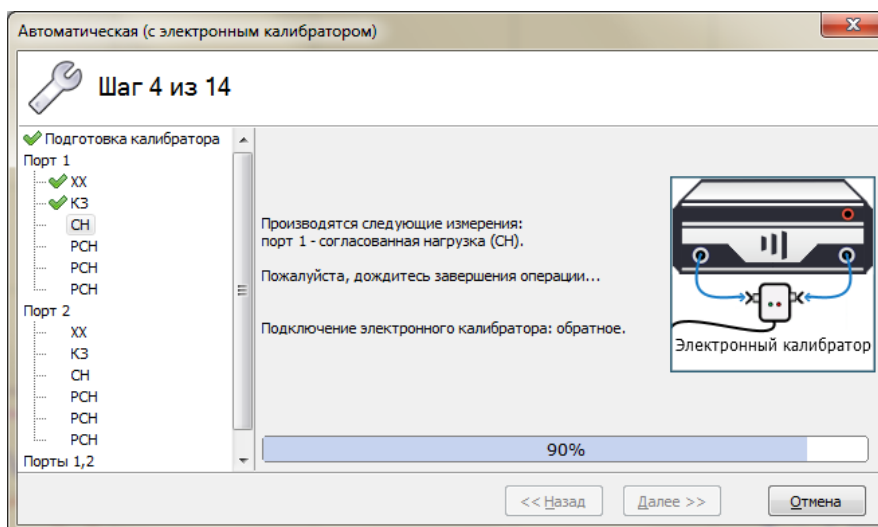 Автоматическая (с электронным калибратором)
Шаг 4 из 14
Подготовка калибратора
Порт 1
ХХ
КЗ
СН
РСН
РСН
РСН
Порт 2
ХХ
КЗ
СН
РСН
РСН
РСН
Порты 1,2
Производятся следующие измерения:
порт 1 - согласованная нагрузка (СН).
Пожалуйста, дождитесь завершения операции...
Подключение электронного калибратора: обратное.
Электронный калибратор
90%
<< Назад
Далее >>
Отмена